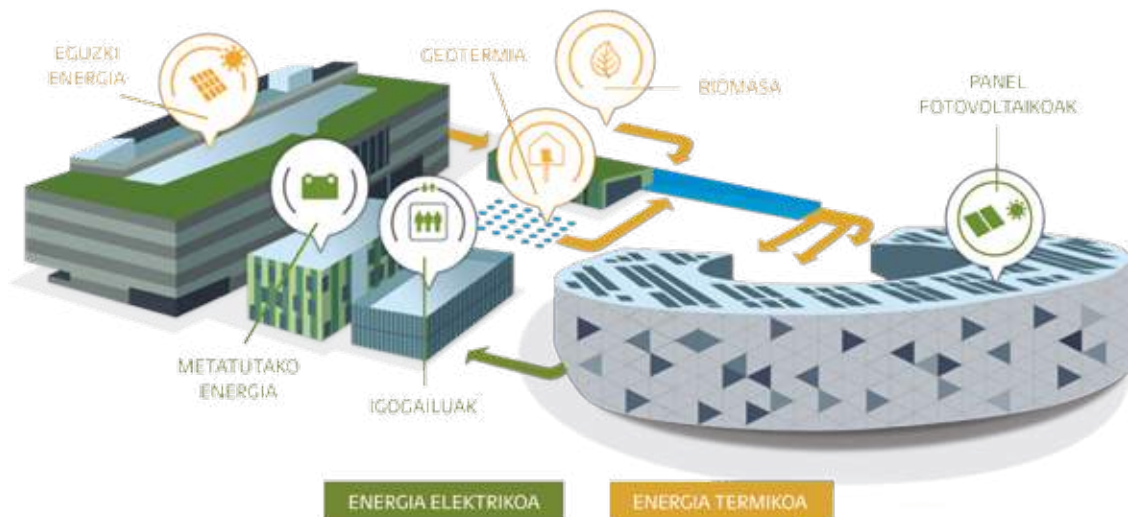 EGUZKI
ENERGIA
GEOTERMIA
BIOMASA
PANEL
FOTOVOLTAIKOAK
METATUTAKO
ENERGIA
IGOGAILUAK
ENERGIA ELEKTRIKOA
ENERGIA TERMIKOA